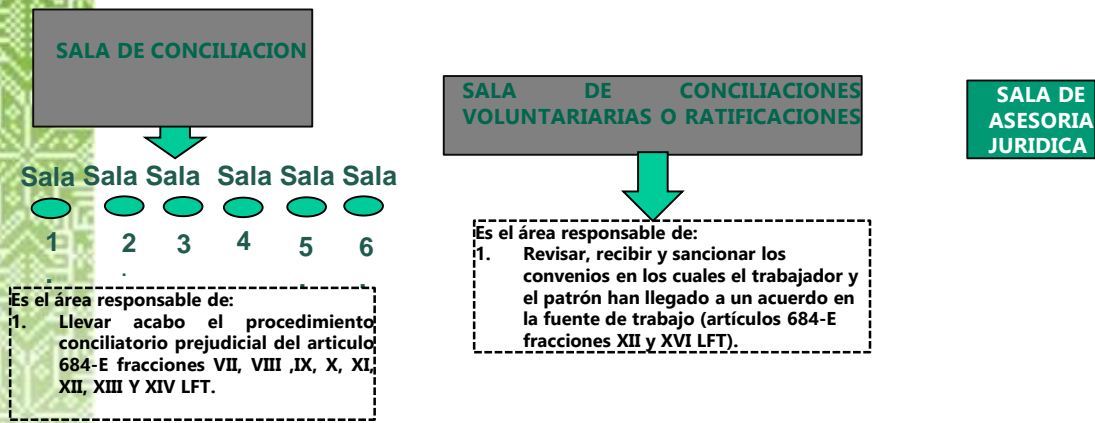 SALA DE CONCILIACION
Sala Sala Sala Sala Sala Sala
1 2 3 4 5 6
Es el área responsable de:
1. Llevar acabo el procedimiento
conciliatorio prejudicial del articulo
684-E fracciones VII, VIII ,IX, X, XI,
XII, XIII Y XIV LFT.
SALA DE CONCILIACIONES
VOLUNTARIARIAS O RATIFICACIONES
Es el área responsable de:
1. Revisar, recibir y sancionar los
convenios en los cuales el trabajador y
el patrón han llegado a un acuerdo en
la fuente de trabajo (artículos 684-E
fracciones XII y XVI LFT).
SALA DE
ASESORIA
JURIDICA